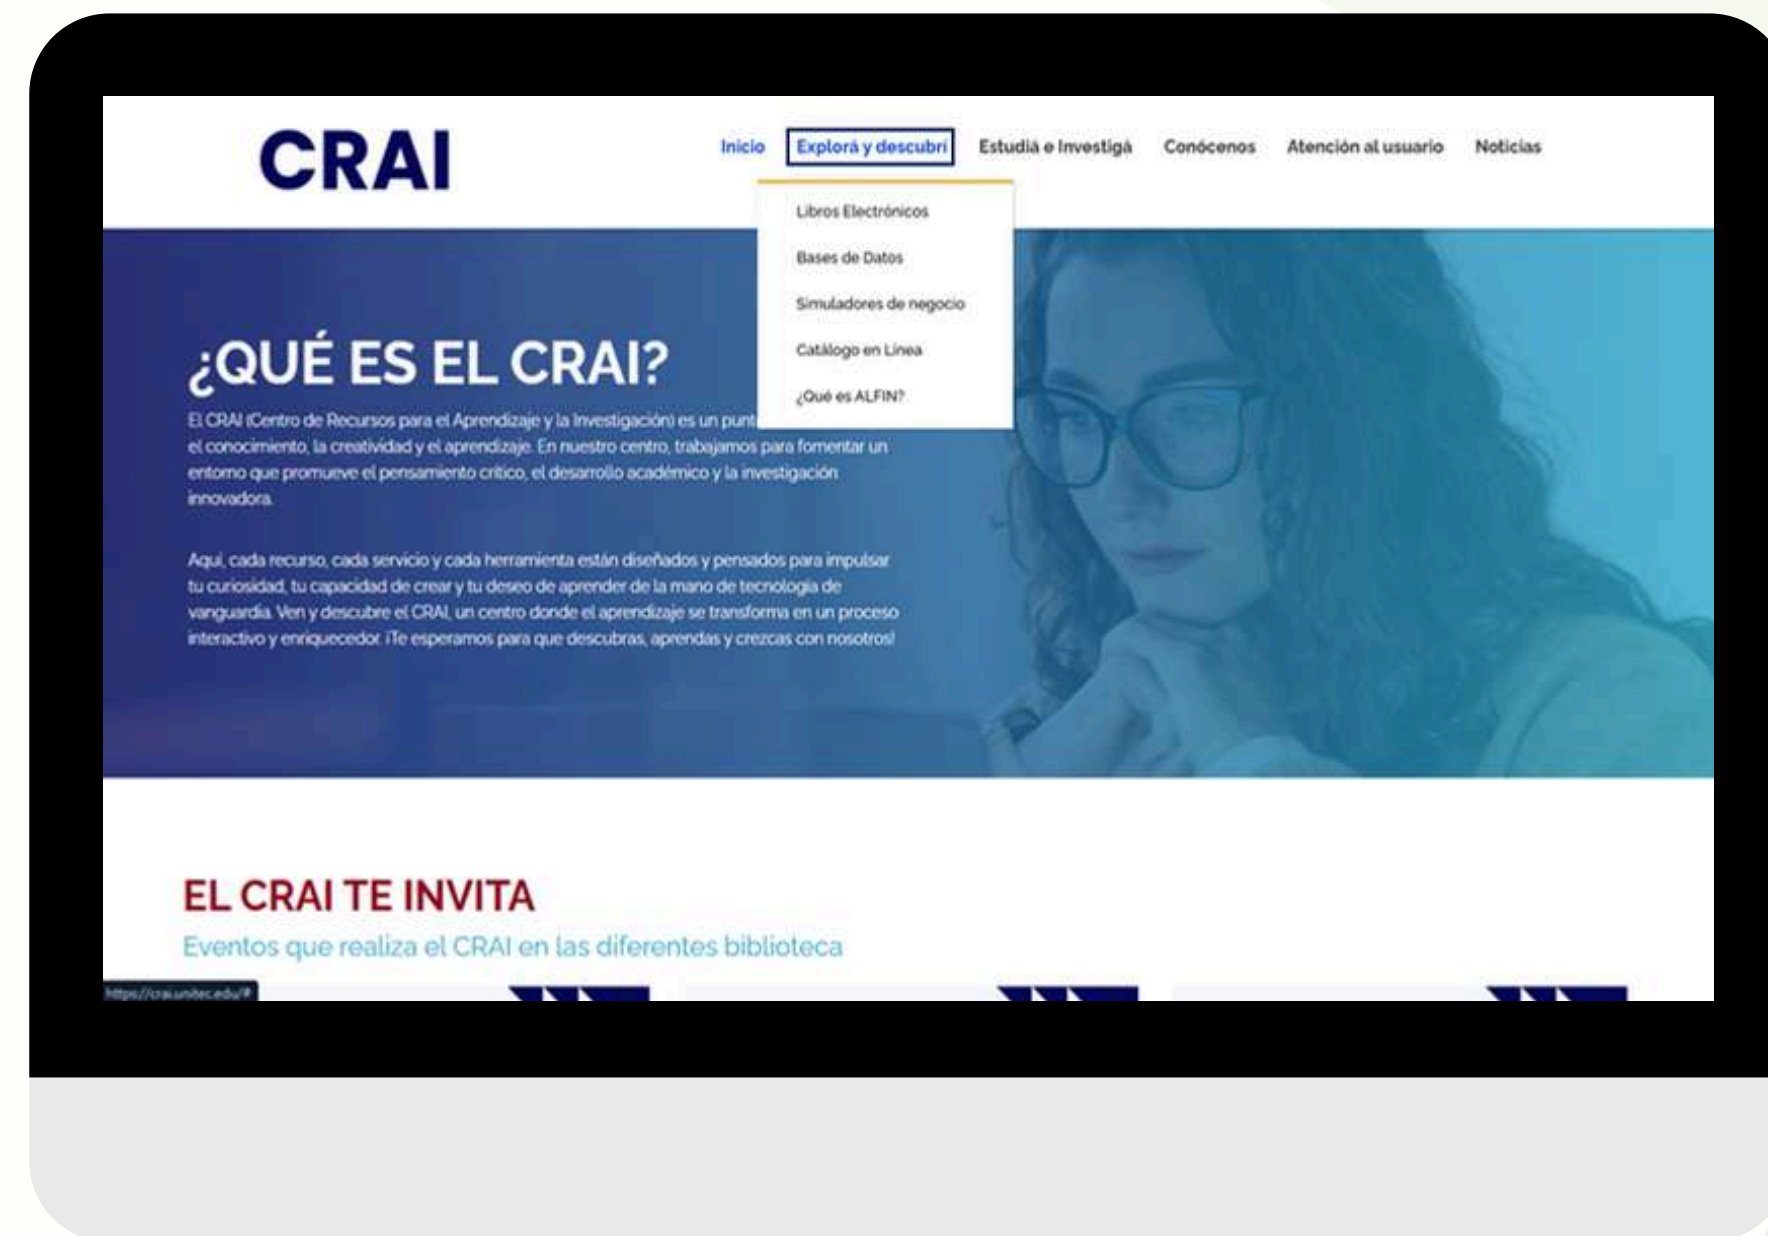 CRAI
Inicio
Explorá y descubrí
Estudiá e Investigá
Conócenos
Atención al usuario
Noticias
Libros Electrónicos
Bases de Datos
Simuladores de negocio
Catálogo en Línea
¿Qué es ALFIN?
¿QUÉ ES EL CRAI?
El CRAI (Centro de Recursos para el Aprendizaje y la Investigación) es un
el conocimiento, la creatividad y el aprendizaje. En nuestro centro, trabajamos para fomentar un
entorno que promueve el pensamiento crítico, el desarrollo académico y la investigación
innovadora.
Aquí, cada recurso, cada servicio y cada herramienta están diseñados y pensados para impulsar
tu curiosidad, tu capacidad de crear y tu deseo de aprender de la mano de tecnología de
vanguardia. Ven y descubre el CRAI, un centro donde el aprendizaje se transforma en un proceso
interactivo y enriquecedor. ¡Te esperamos para que descubras, aprendas y crezcas con nosotros!
EL CRAI TE INVITA
Eventos que realiza el CRAI en las diferentes biblioteca
https://crai.unitec.edu/#